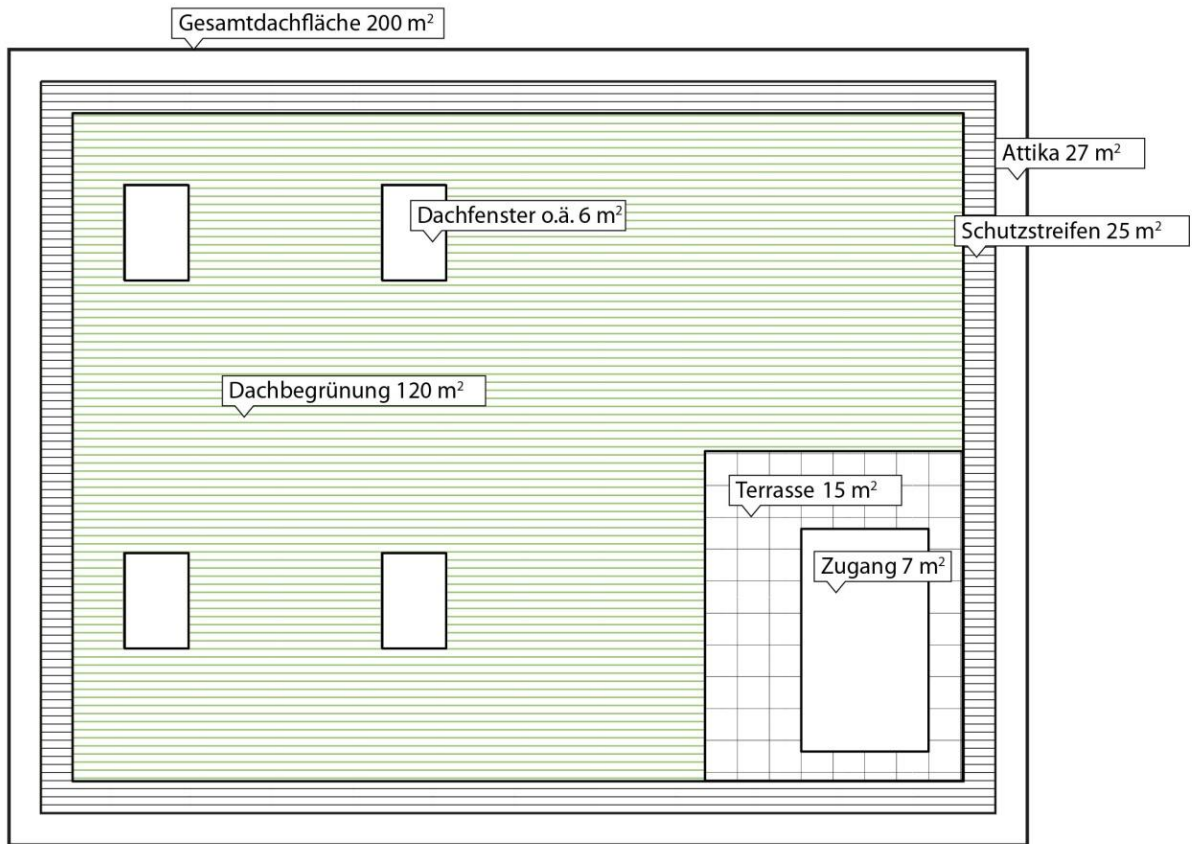 Gesamtdachfläche 200 m²
Attika 27 m²
Dachfenster o.ä. 6 m²
Schutzstreifen 25 m²
Dachbegrünung 120 m²
Terrasse 15 m²
Zugang 7 m²